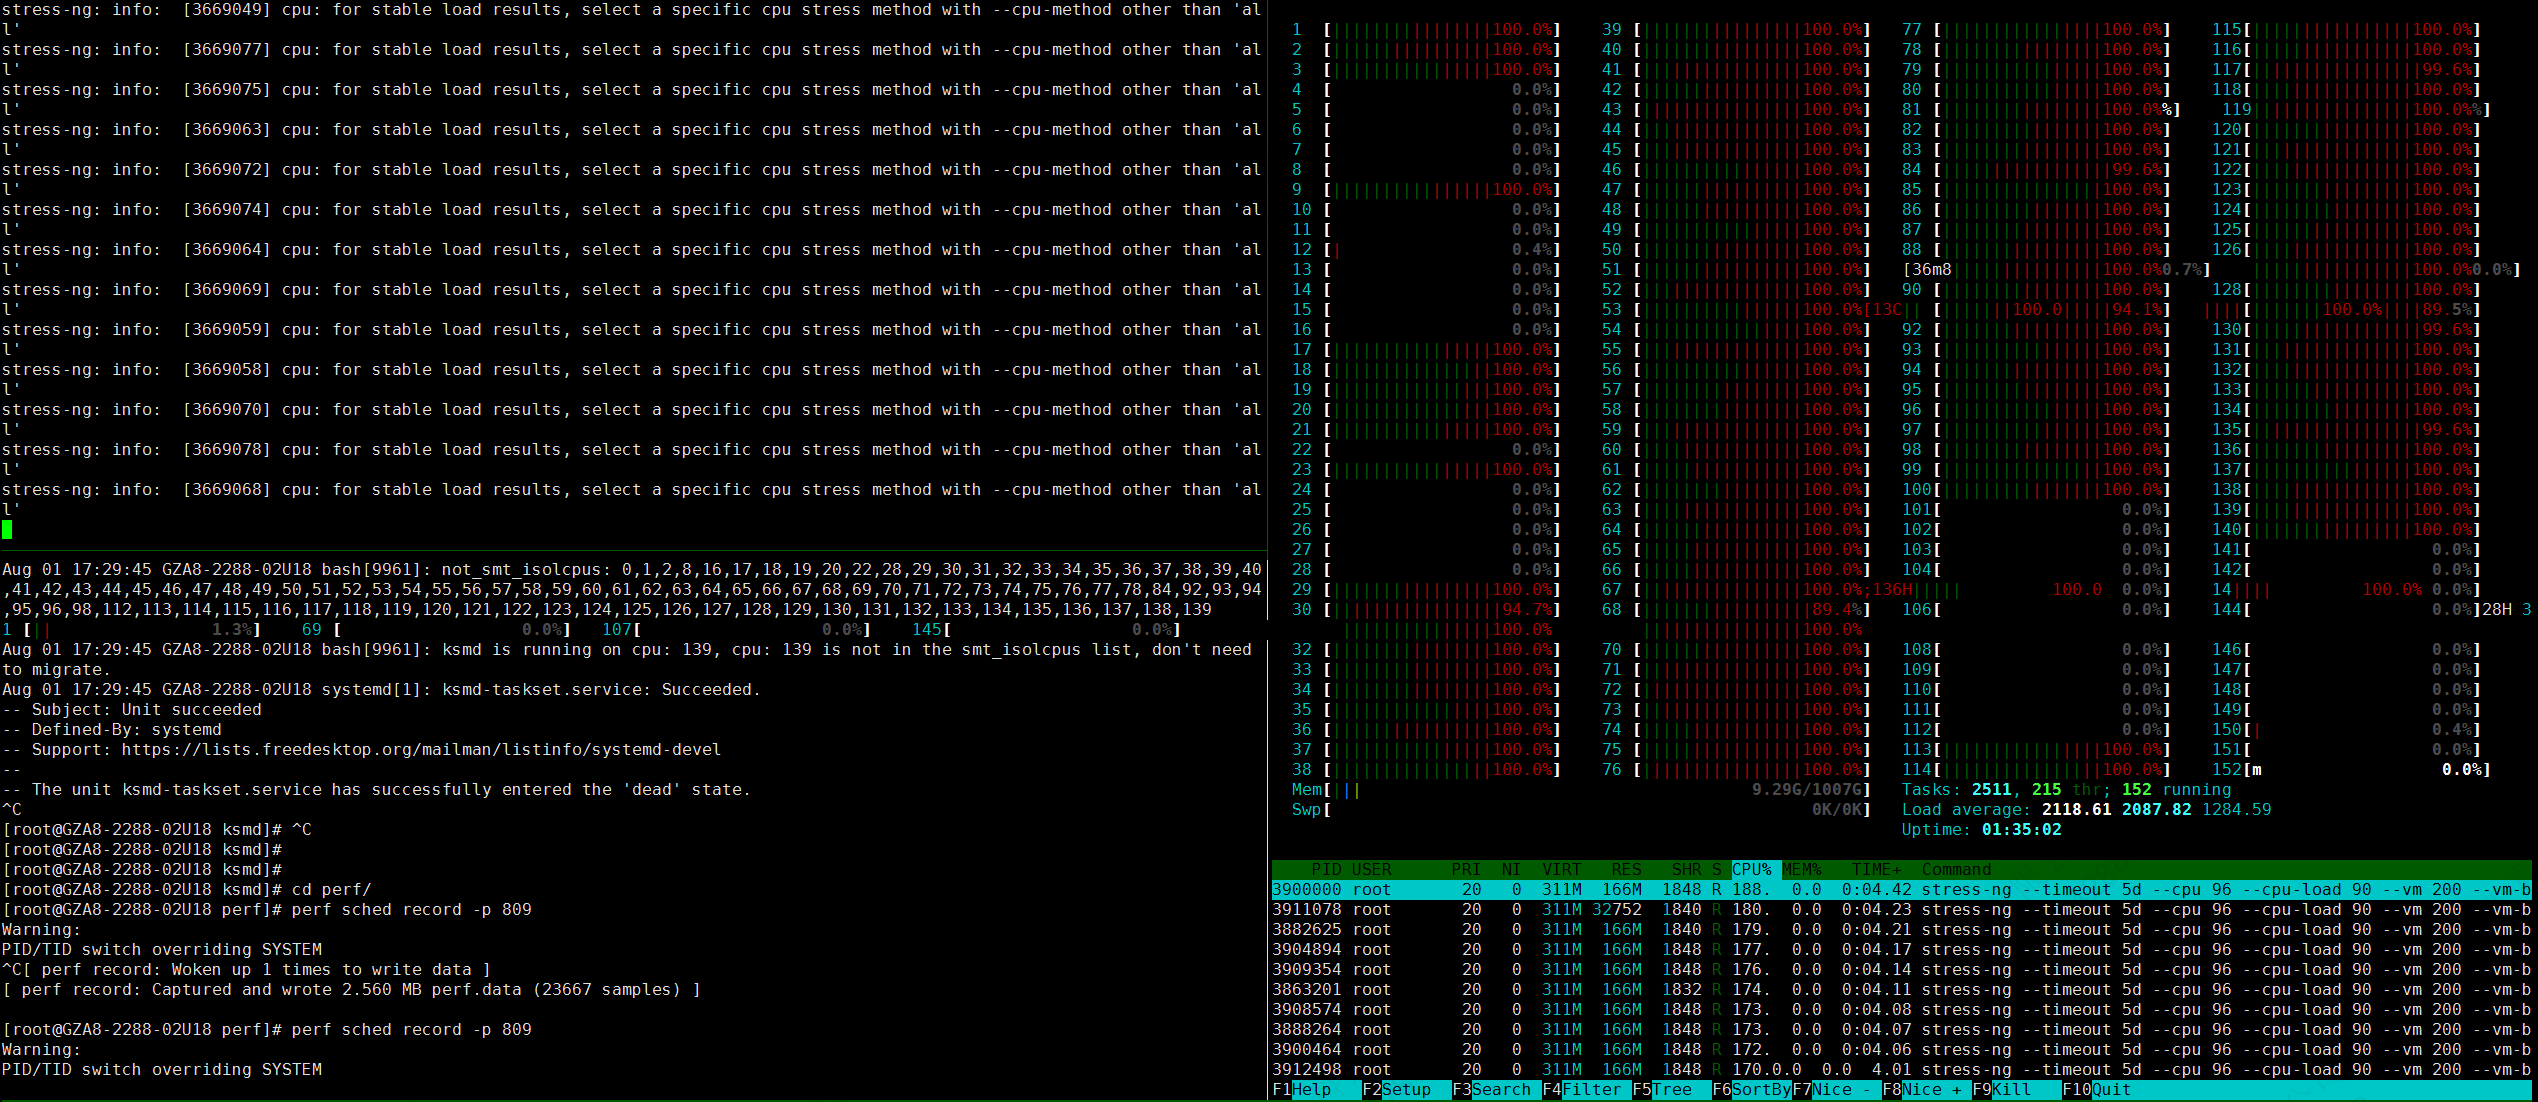 stress-ng: info:  [3669049] cpu: for stable load results, select a specific cpu stress method with --cpu-method other than 'al
l'
stress-ng: info:  [3669077] cpu: for stable load results, select a specific cpu stress method with --cpu-method other than 'al
l'
stress-ng: info:  [3669075] cpu: for stable load results, select a specific cpu stress method with --cpu-method other than 'al
l'
stress-ng: info:  [3669063] cpu: for stable load results, select a specific cpu stress method with --cpu-method other than 'al
l'
stress-ng: info:  [3669072] cpu: for stable load results, select a specific cpu stress method with --cpu-method other than 'al
l'
stress-ng: info:  [3669074] cpu: for stable load results, select a specific cpu stress method with --cpu-method other than 'al
l'
stress-ng: info:  [3669064] cpu: for stable load results, select a specific cpu stress method with --cpu-method other than 'al
l'
stress-ng: info:  [3669069] cpu: for stable load results, select a specific cpu stress method with --cpu-method other than 'al
l'
stress-ng: info:  [3669059] cpu: for stable load results, select a specific cpu stress method with --cpu-method other than 'al
l'
stress-ng: info:  [3669058] cpu: for stable load results, select a specific cpu stress method with --cpu-method other than 'al
l'
stress-ng: info:  [3669070] cpu: for stable load results, select a specific cpu stress method with --cpu-method other than 'al
l'
stress-ng: info:  [3669078] cpu: for stable load results, select a specific cpu stress method with --cpu-method other than 'al
l'
stress-ng: info:  [3669068] cpu: for stable load results, select a specific cpu stress method with --cpu-method other than 'al
l'
Aug 01 17:29:45 GZA8-2288-02U18 bash[9961]: not_smt_isolcpus: 0,1,2,8,16,17,18,19,20,22,28,29,30,31,32,33,34,35,36,37,38,39,40
,41,42,43,44,45,46,47,48,49,50,51,52,53,54,55,56,57,58,59,60,61,62,63,64,65,66,67,68,69,70,71,72,73,74,75,76,77,78,84,92,93,94
,95,96,98,112,113,114,115,116,117,118,119,120,121,122,123,124,125,126,127,128,129,130,131,132,133,134,135,136,137,138,139
1 [|| 1.3%] 69 [ 0.0%] 107[ 0.0%] 145[ 0.0%]
Aug 01 17:29:45 GZA8-2288-02U18 bash[9961]: ksmd is running on cpu: 139, cpu: 139 is not in the smt_isolcpus list, don't need
to migrate.
Aug 01 17:29:45 GZA8-2288-02U18 systemd[1]: ksmd-taskset.service: Succeeded.
-- Subject: Unit succeeded
-- Defined-By: systemd
-- Support: https://lists.freedesktop.org/mailman/listinfo/systemd-devel
--
-- The unit ksmd-taskset.service has successfully entered the 'dead' state.
^C
[root@GZA8-2288-02U18 ksmd]# ^C
[root@GZA8-2288-02U18 ksmd]#
[root@GZA8-2288-02U18 ksmd]#
[root@GZA8-2288-02U18 ksmd]# cd perf/
[root@GZA8-2288-02U18 perf]# perf sched record -p 809
Warning:
PID/TID switch overriding SYSTEM
^C[ perf record: Woken up 1 times to write data ]
[ perf record: Captured and wrote 2.560 MB perf.data (23667 samples) ]
[root@GZA8-2288-02U18 perf]# perf sched record -p 809
Warning:
PID/TID switch overriding SYSTEM
1 [100.0%] 39 [100.0%] 77 [100.0%] 115[100.0%]
2 [100.0%] 40 [100.0%] 78 [100.0%] 116[100.0%]
3 [100.0%] 41 [100.0%] 79 [100.0%] 117[99.6%]
4 [0.0%] 42 [100.0%] 80 [100.0%] 118[100.0%]
5 [0.0%] 43 [100.0%] 81 [100.0%%] 119[100.0%%]
6 [0.0%] 44 [100.0%] 82 [100.0%] 120[100.0%]
7 [0.0%] 45 [100.0%] 83 [100.0%] 121[100.0%]
8 [0.0%] 46 [100.0%] 84 [99.6%] 122[100.0%]
9 [100.0%] 47 [100.0%] 85 [100.0%] 123[100.0%]
10 [0.0%] 48 [100.0%] 86 [100.0%] 124[100.0%]
11 [0.0%] 49 [100.0%] 87 [100.0%] 125[100.0%]
12 [| 0.4%] 50 [100.0%] 88 [100.0%] 126[100.0%]
13 [0.0%] 51 [100.0%] [36m8 100.0%0.7%] 100.0%0.0%]
14 [0.0%] 52 [100.0%] 90 [100.0%] 128[100.0%]
15 [0.0%] 53 [100.0%[13C [100.0 94.1%] [100.0% 89.5%]
16 [0.0%] 54 [100.0%] 92 [100.0%] 130[99.6%]
17 [100.0%] 55 [100.0%] 93 [100.0%] 131[100.0%]
18 [100.0%] 56 [100.0%] 94 [100.0%] 132[100.0%]
19 [100.0%] 57 [100.0%] 95 [100.0%] 133[100.0%]
20 [100.0%] 58 [100.0%] 96 [100.0%] 134[100.0%]
21 [100.0%] 59 [100.0%] 97 [100.0%] 135[99.6%]
22 [0.0%] 60 [100.0%] 98 [100.0%] 136[100.0%]
23 [100.0%] 61 [100.0%] 99 [100.0%] 137[100.0%]
24 [0.0%] 62 [100.0%] 100[100.0%] 138[100.0%]
25 [0.0%] 63 [100.0%] 101[0.0%] 139[100.0%]
26 [0.0%] 64 [100.0%] 102[0.0%] 140[100.0%]
27 [0.0%] 65 [100.0%] 103[0.0%] 141[0.0%]
28 [0.0%] 66 [100.0%] 104[0.0%] 142[0.0%]
29 [100.0%] 67 [100.0%;136H 100.0 0.0%] 14 100.0% 0.0%]
30 [94.7%] 68 [89.4%] 106[0.0%] 144[0.0%]28H 3
100.0% 100.0%
32 [100.0%] 70 [100.0%] 108[0.0%] 146[0.0%]
33 [100.0%] 71 [100.0%] 109[0.0%] 147[0.0%]
34 [100.0%] 72 [100.0%] 110[0.0%] 148[0.0%]
35 [100.0%] 73 [100.0%] 111[0.0%] 149[0.0%]
36 [100.0%] 74 [100.0%] 112[0.0%] 150[| 0.4%]
37 [100.0%] 75 [100.0%] 113[100.0%] 151[0.0%]
38 [100.0%] 76 [100.0%] 114[100.0%] 152[m 0.0%]
Mem[||| 9.29G/1007G] Tasks: 2511, 215 thr; 152 running
Swp[ 0K/0K] Load average: 2118.61 2087.82 1284.59
Uptime: 01:35:02
PID USER PRI NI VIRT RES SHR S CPU% MEM% TIME+ Command
3900000 root 20 0 311M 166M 1848 R 188. 0.0 0:04.42 stress-ng --timeout 5d --cpu 96 --cpu-load 90 --vm 200 --vm-b
3911078 root 20 0 311M 32752 1840 R 180. 0.0 0:04.23 stress-ng --timeout 5d --cpu 96 --cpu-load 90 --vm 200 --vm-b
3882625 root 20 0 311M 166M 1840 R 179. 0.0 0:04.21 stress-ng --timeout 5d --cpu 96 --cpu-load 90 --vm 200 --vm-b
3904894 root 20 0 311M 166M 1848 R 177. 0.0 0:04.17 stress-ng --timeout 5d --cpu 96 --cpu-load 90 --vm 200 --vm-b
3909354 root 20 0 311M 166M 1848 R 176. 0.0 0:04.14 stress-ng --timeout 5d --cpu 96 --cpu-load 90 --vm 200 --vm-b
3863201 root 20 0 311M 166M 1832 R 174. 0.0 0:04.11 stress-ng --timeout 5d --cpu 96 --cpu-load 90 --vm 200 --vm-b
3908574 root 20 0 311M 166M 1848 R 173. 0.0 0:04.08 stress-ng --timeout 5d --cpu 96 --cpu-load 90 --vm 200 --vm-b
3888264 root 20 0 311M 166M 1848 R 173. 0.0 0:04.07 stress-ng --timeout 5d --cpu 96 --cpu-load 90 --vm 200 --vm-b
3900464 root 20 0 311M 166M 1848 R 172. 0.0 0:04.06 stress-ng --timeout 5d --cpu 96 --cpu-load 90 --vm 200 --vm-b
3912498 root 20 0 311M 166M 1848 R 170.0.0 0.0 4.01 stress-ng --timeout 5d --cpu 96 --cpu-load 90 --vm 200 --vm-b
F1Help F2Setup F3Search F4Filter F5Tree F6SortBy F7Nice - F8Nice + F9Kill F10Quit